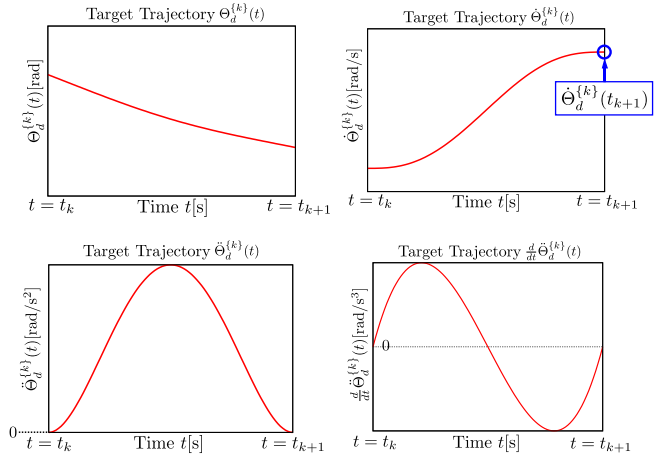 Target Trajectory Θ_d^{k}(t)
Θ_d^{k}(t)[rad]
t = t_k Time t[s] t = t_{k+1}
Target Trajectory Θ̇_d^{k}(t)
Θ̇_d^{k}(t)[rad/s]
Θ̇_d^{k}(t_{k+1})
t = t_k Time t[s] t = t_{k+1}
Target Trajectory Θ̈_d^{k}(t)
Θ̈_d^{k}(t)[rad/s²]
0
t = t_k Time t[s] t = t_{k+1}
Target Trajectory d/dt Θ̈_d^{k}(t)
d/dt Θ̈_d^{k}(t)[rad/s³]
0
t = t_k Time t[s] t = t_{k+1}